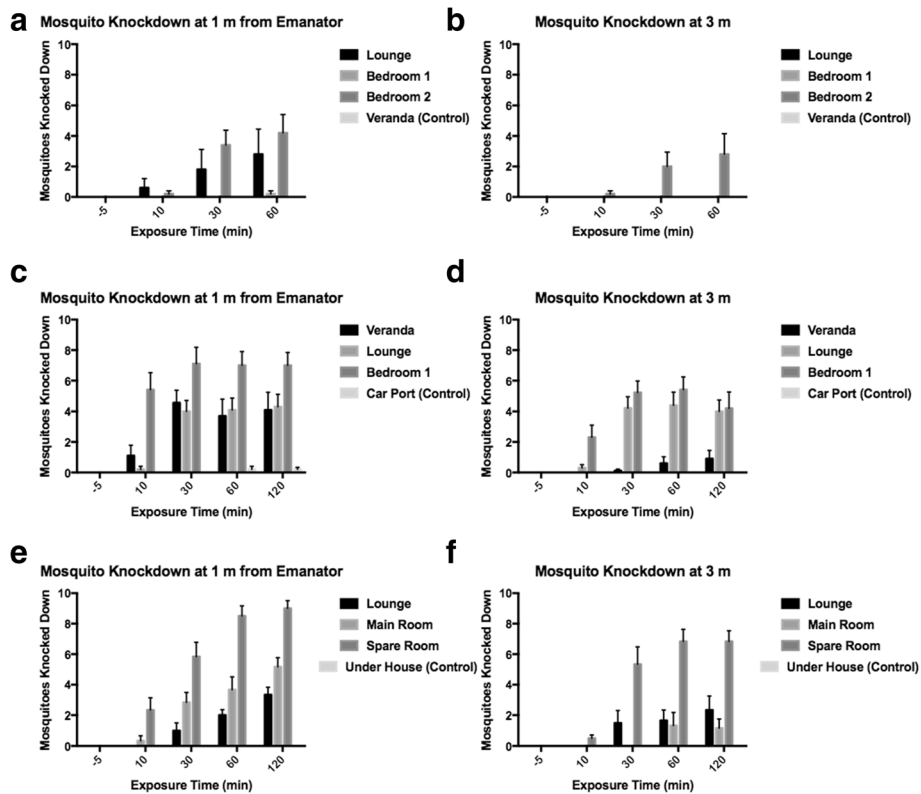 a
Mosquito Knockdown at 1 m from Emanator
Mosquitoes Knocked Down
10
8
6
4
2
0
-5
10
30
60
Exposure Time (min)
Lounge
Bedroom 1
Bedroom 2
Veranda (Control)
b
Mosquito Knockdown at 3 m
Mosquitoes Knocked Down
10
8
6
4
2
0
-5
10
30
60
Exposure Time (min)
Lounge
Bedroom 1
Bedroom 2
Veranda (Control)
c
Mosquito Knockdown at 1 m from Emanator
Mosquitoes Knocked Down
10
8
6
4
2
0
-5
10
30
60
120
Exposure Time (min)
Veranda
Lounge
Bedroom 1
Car Port (Control)
d
Mosquito Knockdown at 3 m
Mosquitoes Knocked Down
10
8
6
4
2
0
-5
10
30
60
120
Exposure Time (min)
Veranda
Lounge
Bedroom 1
Car Port (Control)
e
Mosquito Knockdown at 1 m from Emanator
Mosquitoes Knocked Down
10
8
6
4
2
0
-5
10
30
60
120
Exposure Time (min)
Lounge
Main Room
Spare Room
Under House (Control)
f
Mosquito Knockdown at 3 m
Mosquitoes Knocked Down
10
8
6
4
2
0
-5
10
30
60
120
Exposure Time (min)
Lounge
Main Room
Spare Room
Under House (Control)